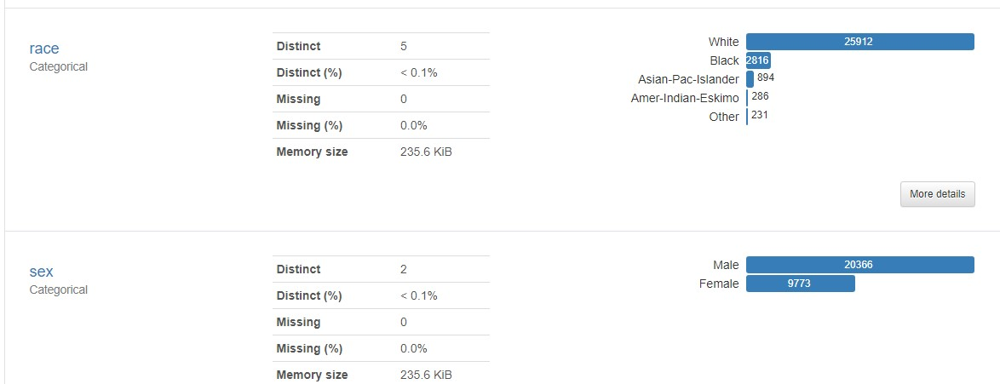 race
Categorical
Distinct 5
Distinct (%) < 0.1%
Missing 0
Missing (%) 0.0%
Memory size 235.6 KiB
White 25912
Black 2816
Asian-Pac-Islander 894
Amer-Indian-Eskimo 286
Other 231
More details
sex
Categorical
Distinct 2
Distinct (%) < 0.1%
Missing 0
Missing (%) 0.0%
Memory size 235.6 KiB
Male 20366
Female 9773